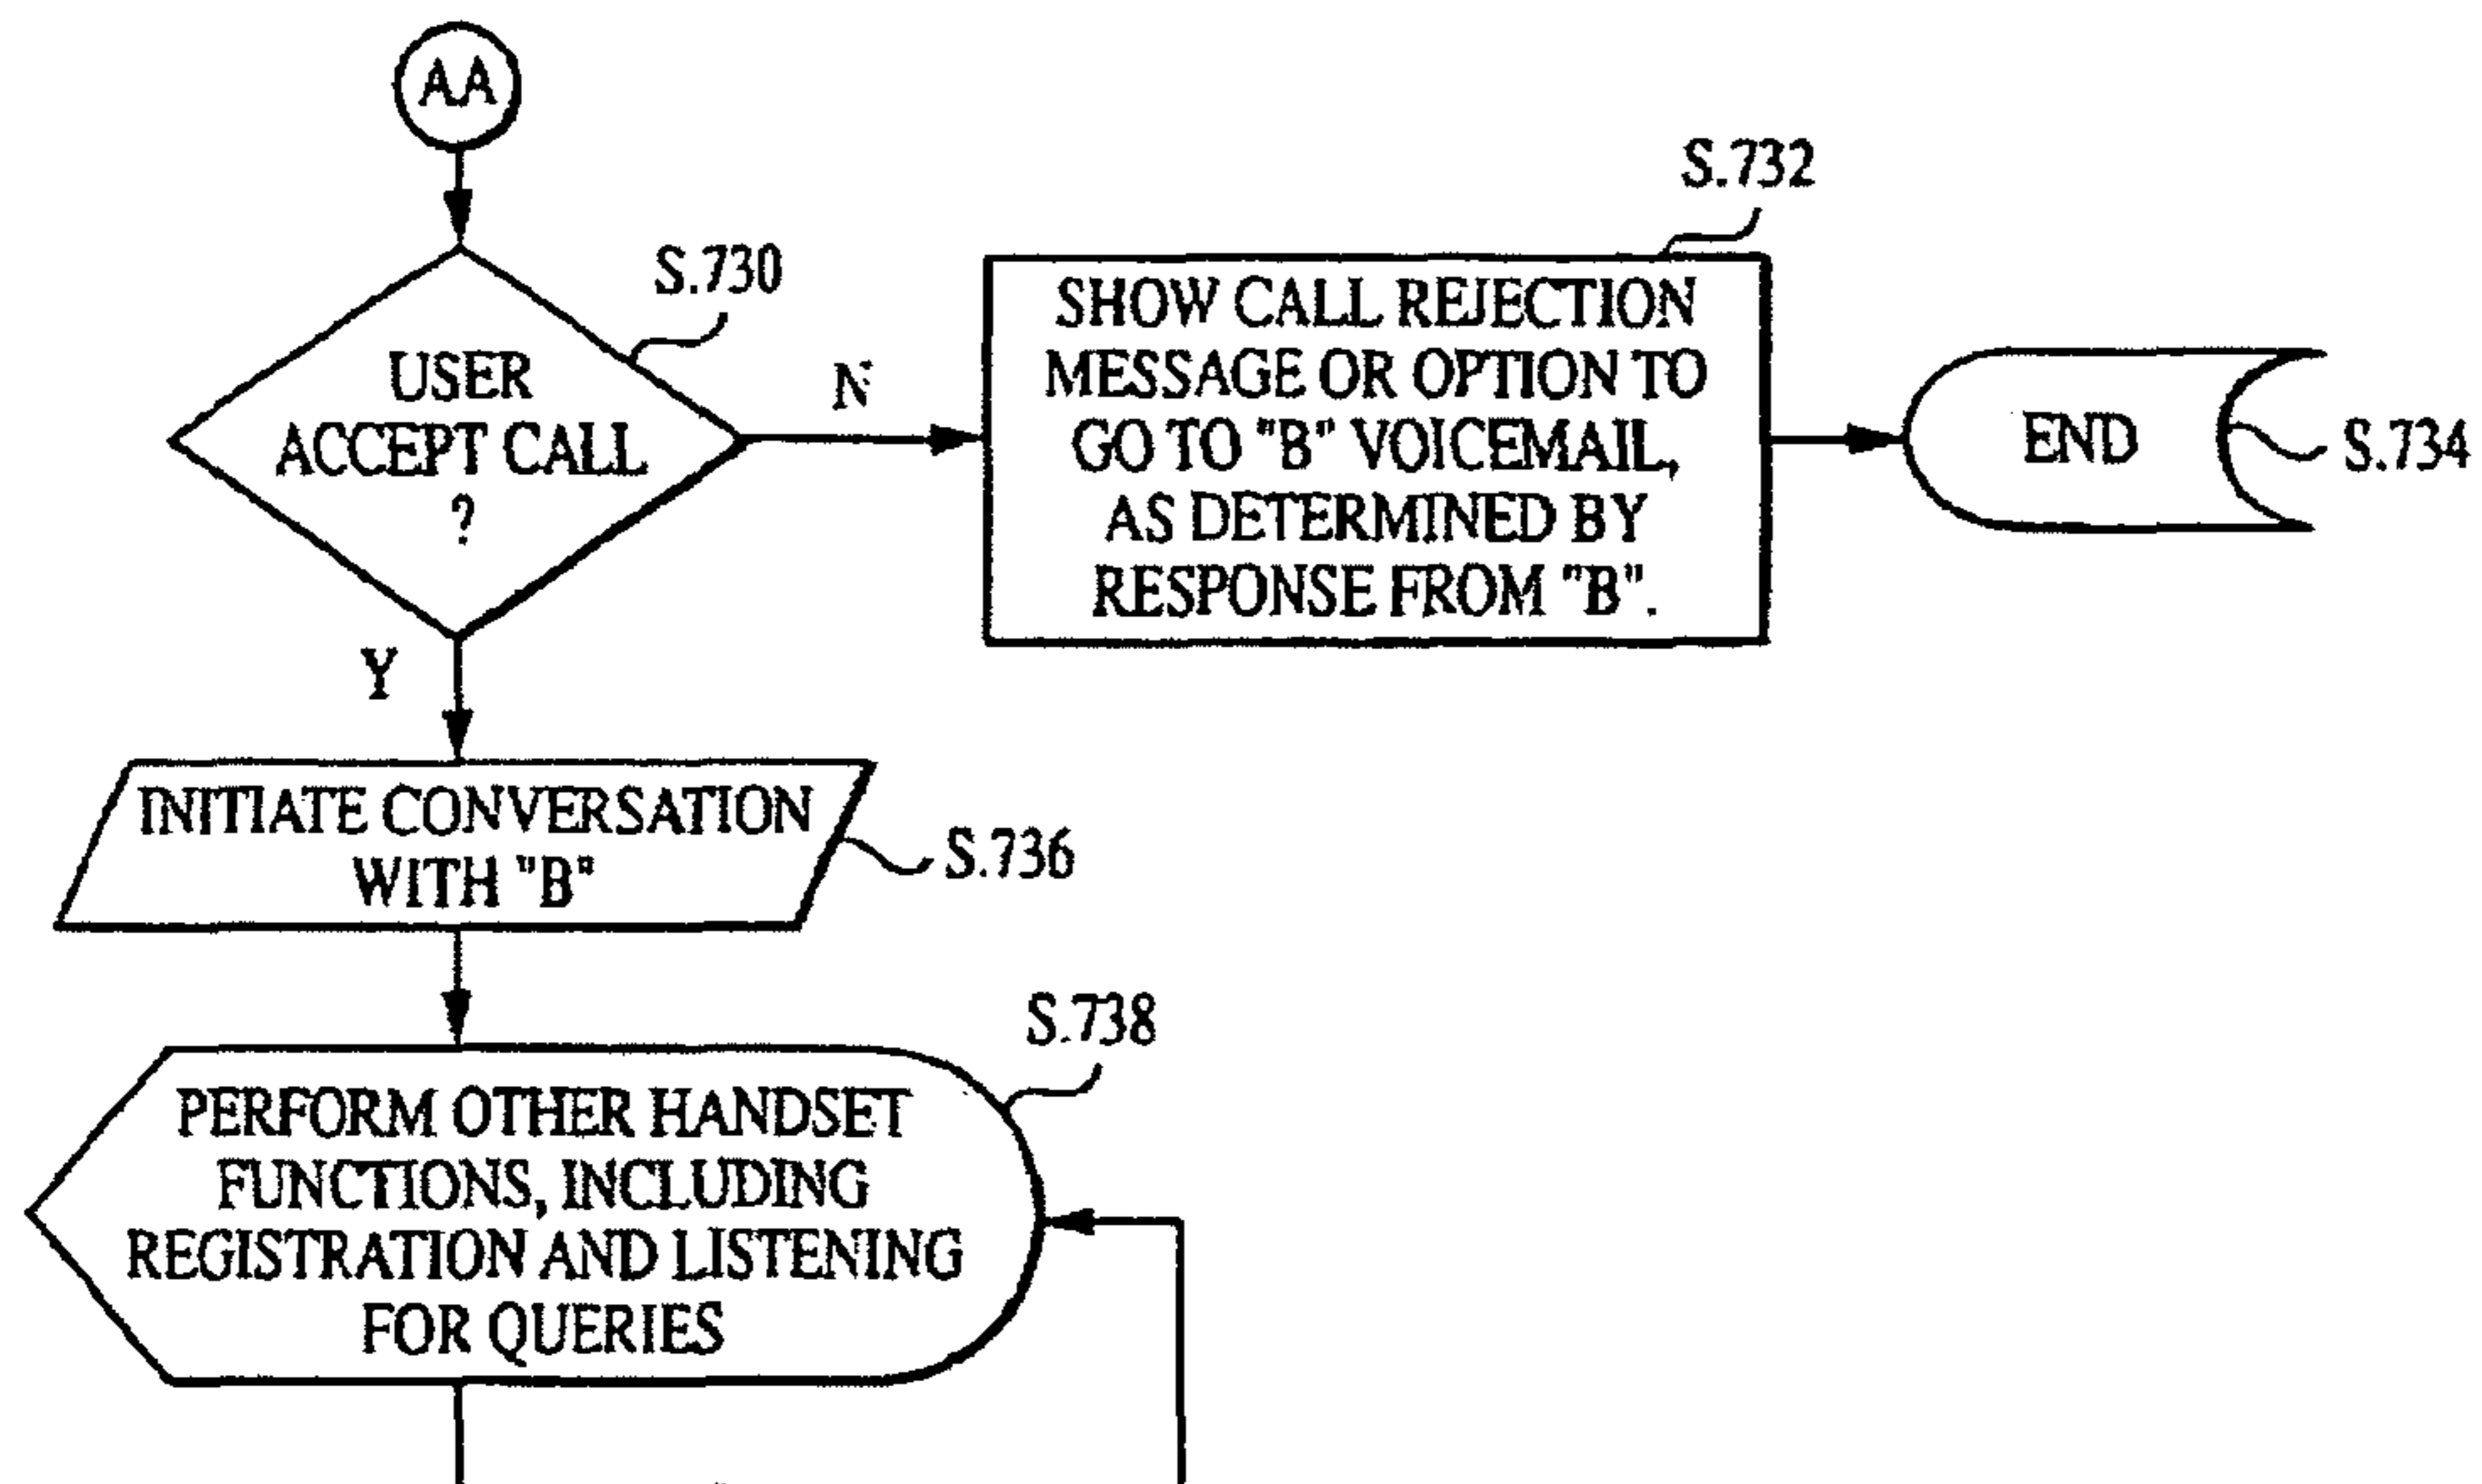 AA
S.730
USER
ACCEPT CALL
?
N
Y
S.732
SHOW CALL REJECTION
MESSAGE OR OPTION TO
GO TO "B" VOICEMAIL,
AS DETERMINED BY
RESPONSE FROM "B".
END
S.734
INITIATE CONVERSATION
WITH "B"
S.736
S.738
PERFORM OTHER HANDSET
FUNCTIONS, INCLUDING
REGISTRATION AND LISTENING
FOR QUERIES